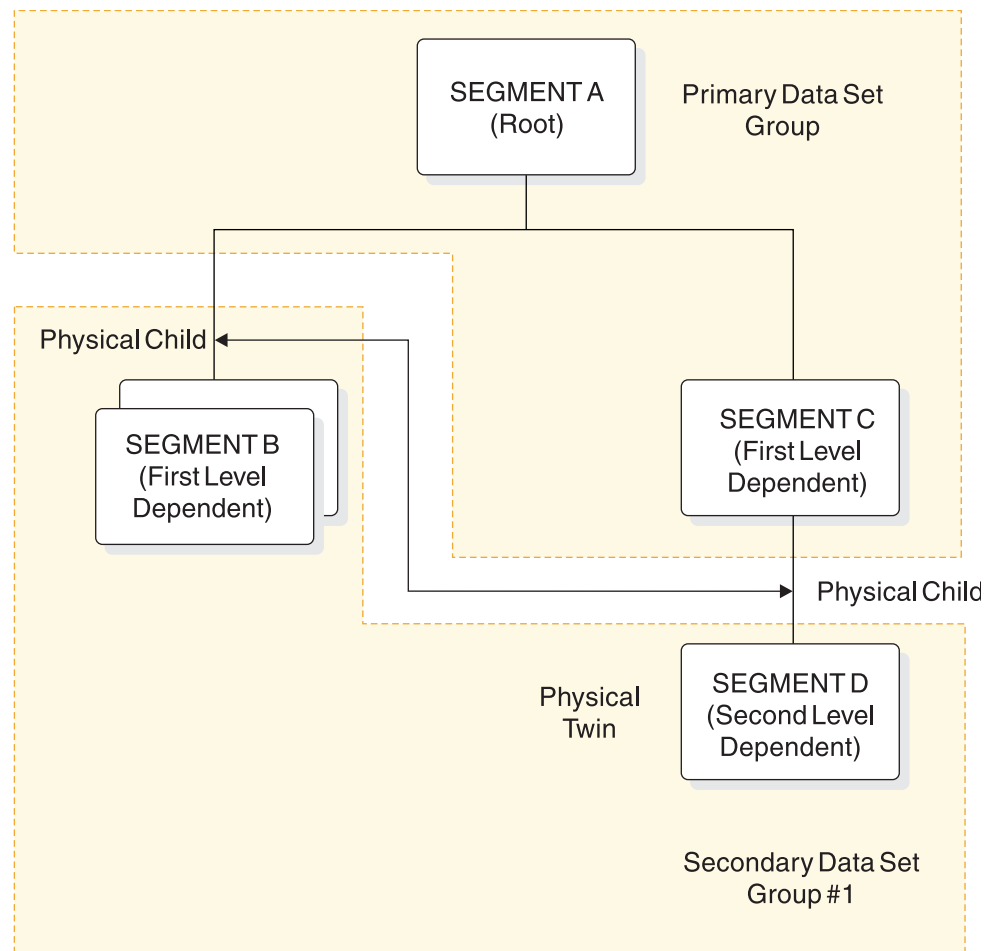 SEGMENT A
(Root)
Primary Data Set
Group
Physical Child
SEGMENT B
(First Level
Dependent)
SEGMENT C
(First Level
Dependent)
Physical Child
Physical
Twin
SEGMENT D
(Second Level
Dependent)
Secondary Data Set
Group #1